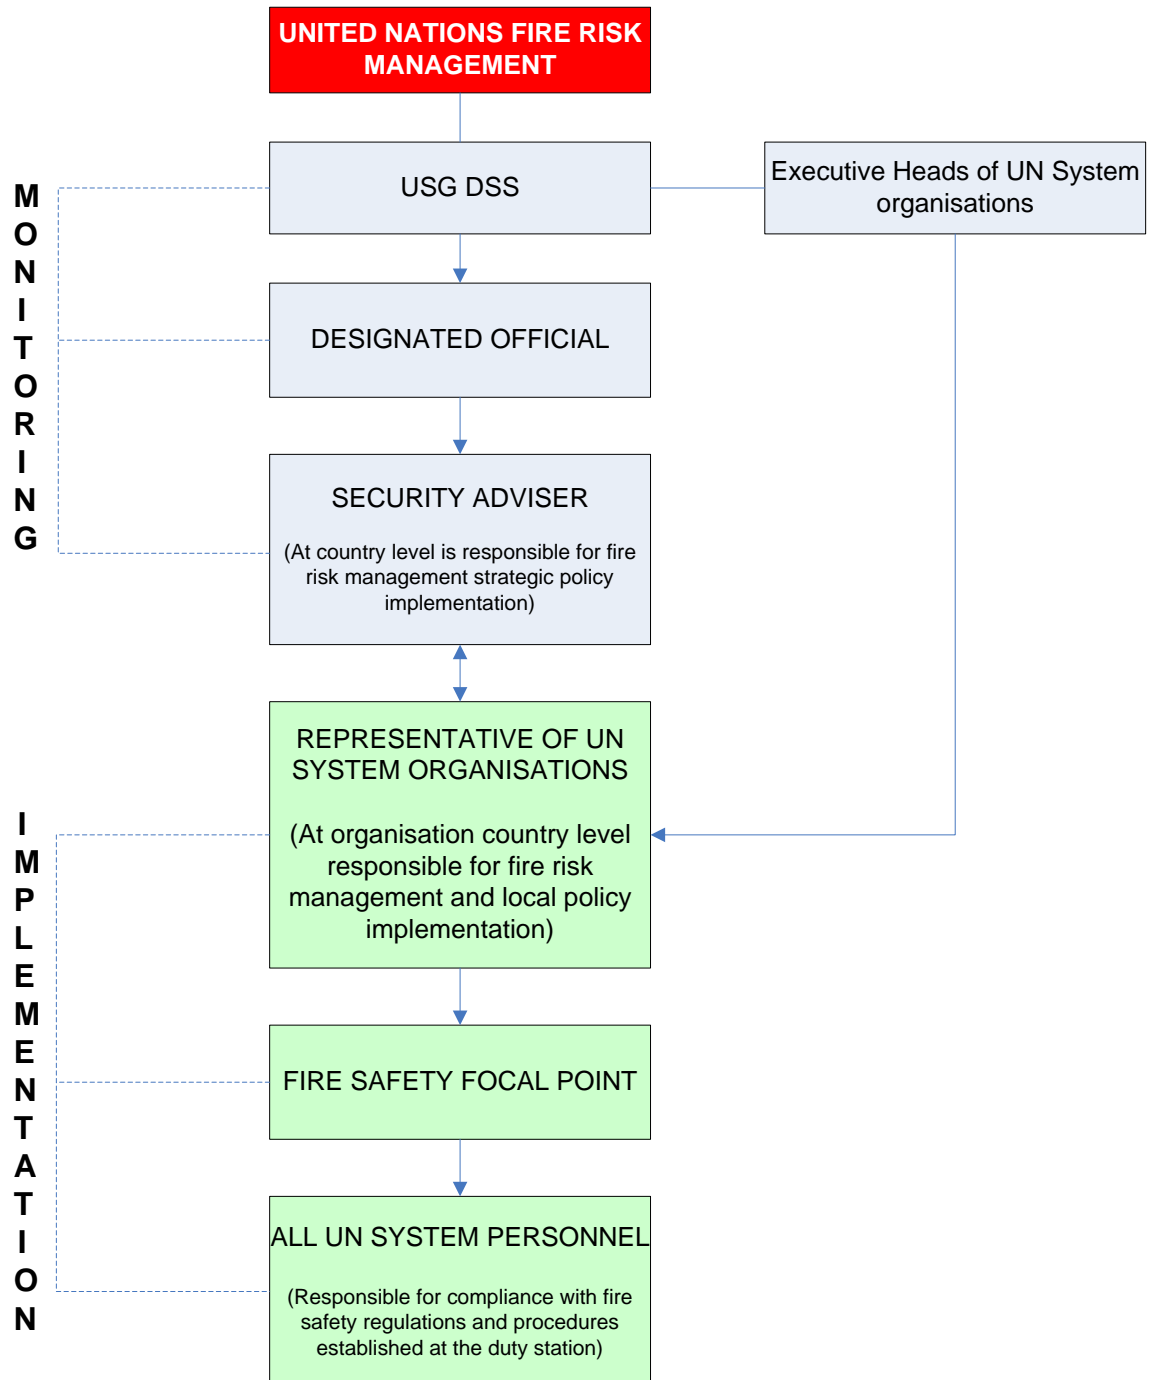 UNITED NATIONS FIRE RISK
MANAGEMENT
USG DSS
Executive Heads of UN System
organisations
MONITORING
DESIGNATED OFFICIAL
SECURITY ADVISER
(At country level is responsible for fire
risk management strategic policy
implementation)
REPRESENTATIVE OF UN
SYSTEM ORGANISATIONS
(At organisation country level
responsible for fire risk
management and local policy
implementation)
IMPLEMENTATION
FIRE SAFETY FOCAL POINT
ALL UN SYSTEM PERSONNEL
(Responsible for compliance with fire
safety regulations and procedures
established at the duty station)